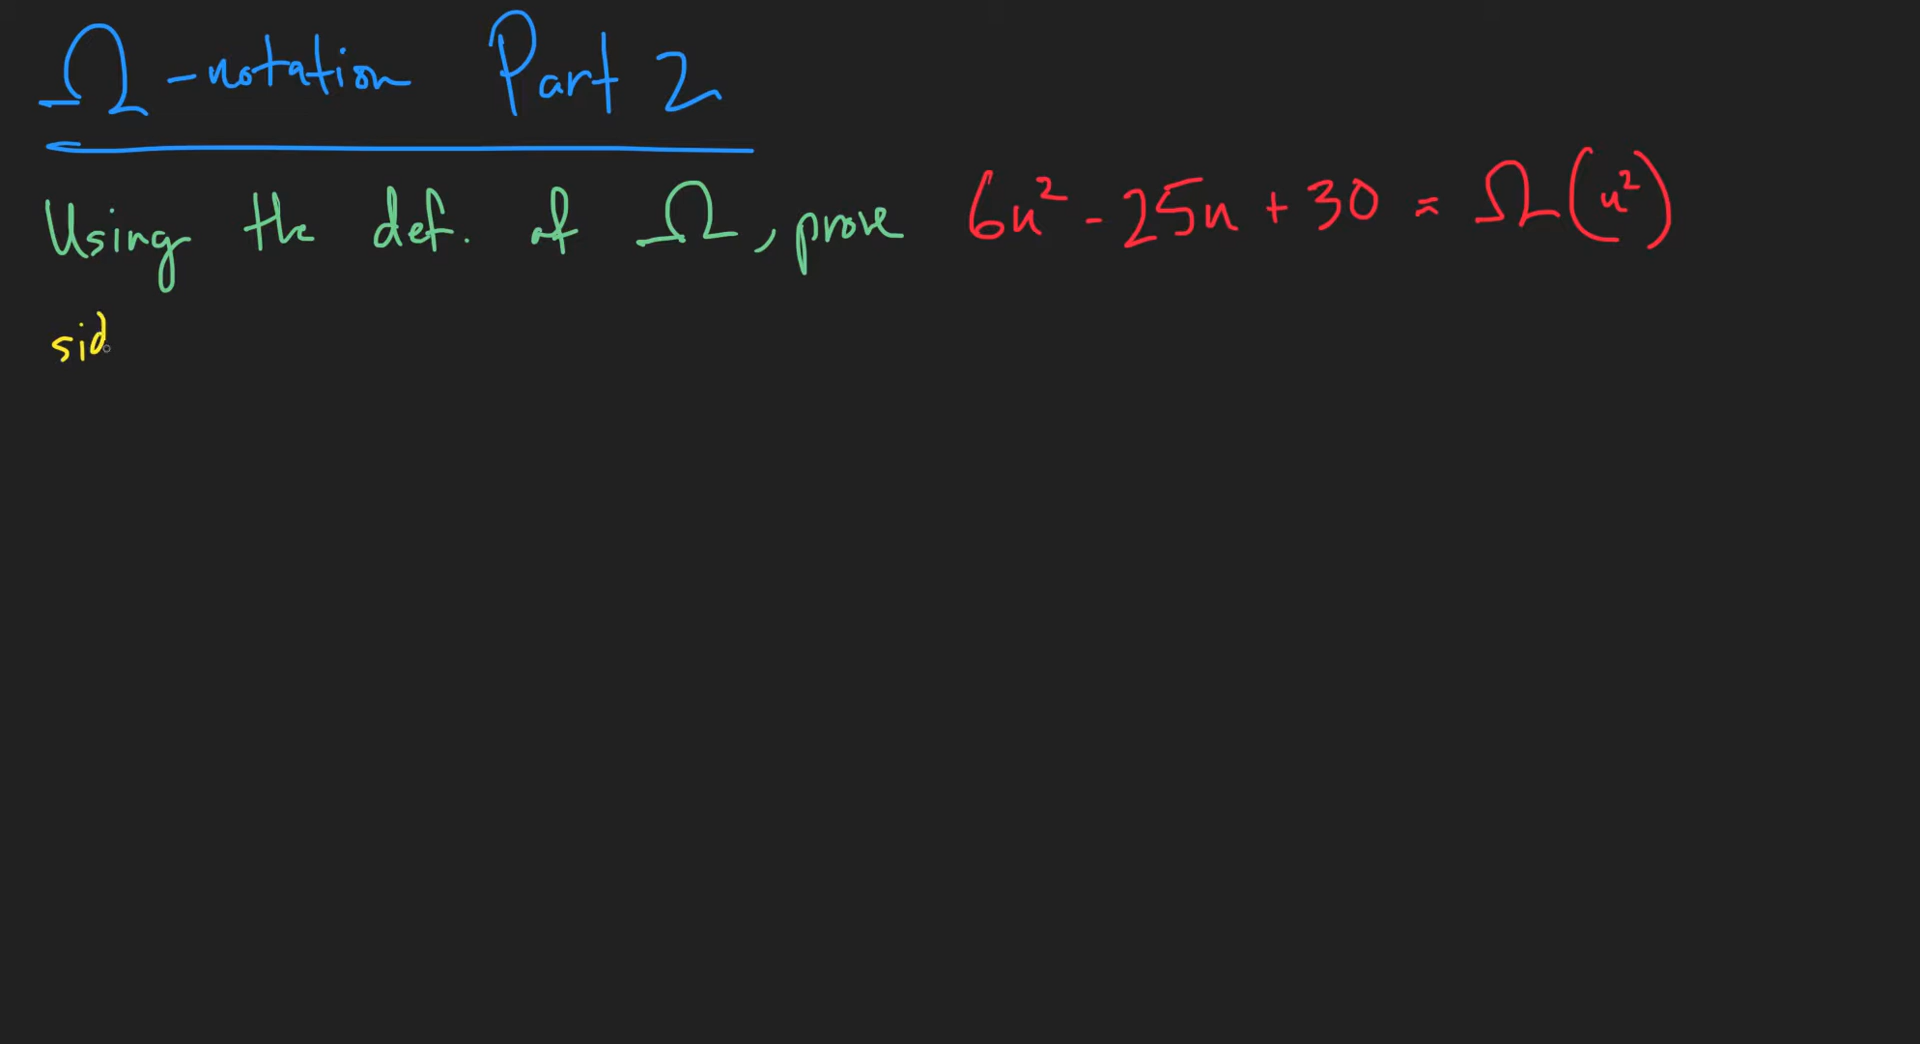 Ω-notation Part 2
Using the def. of Ω, prove 6n² - 25n + 30 = Ω(n²)
sid